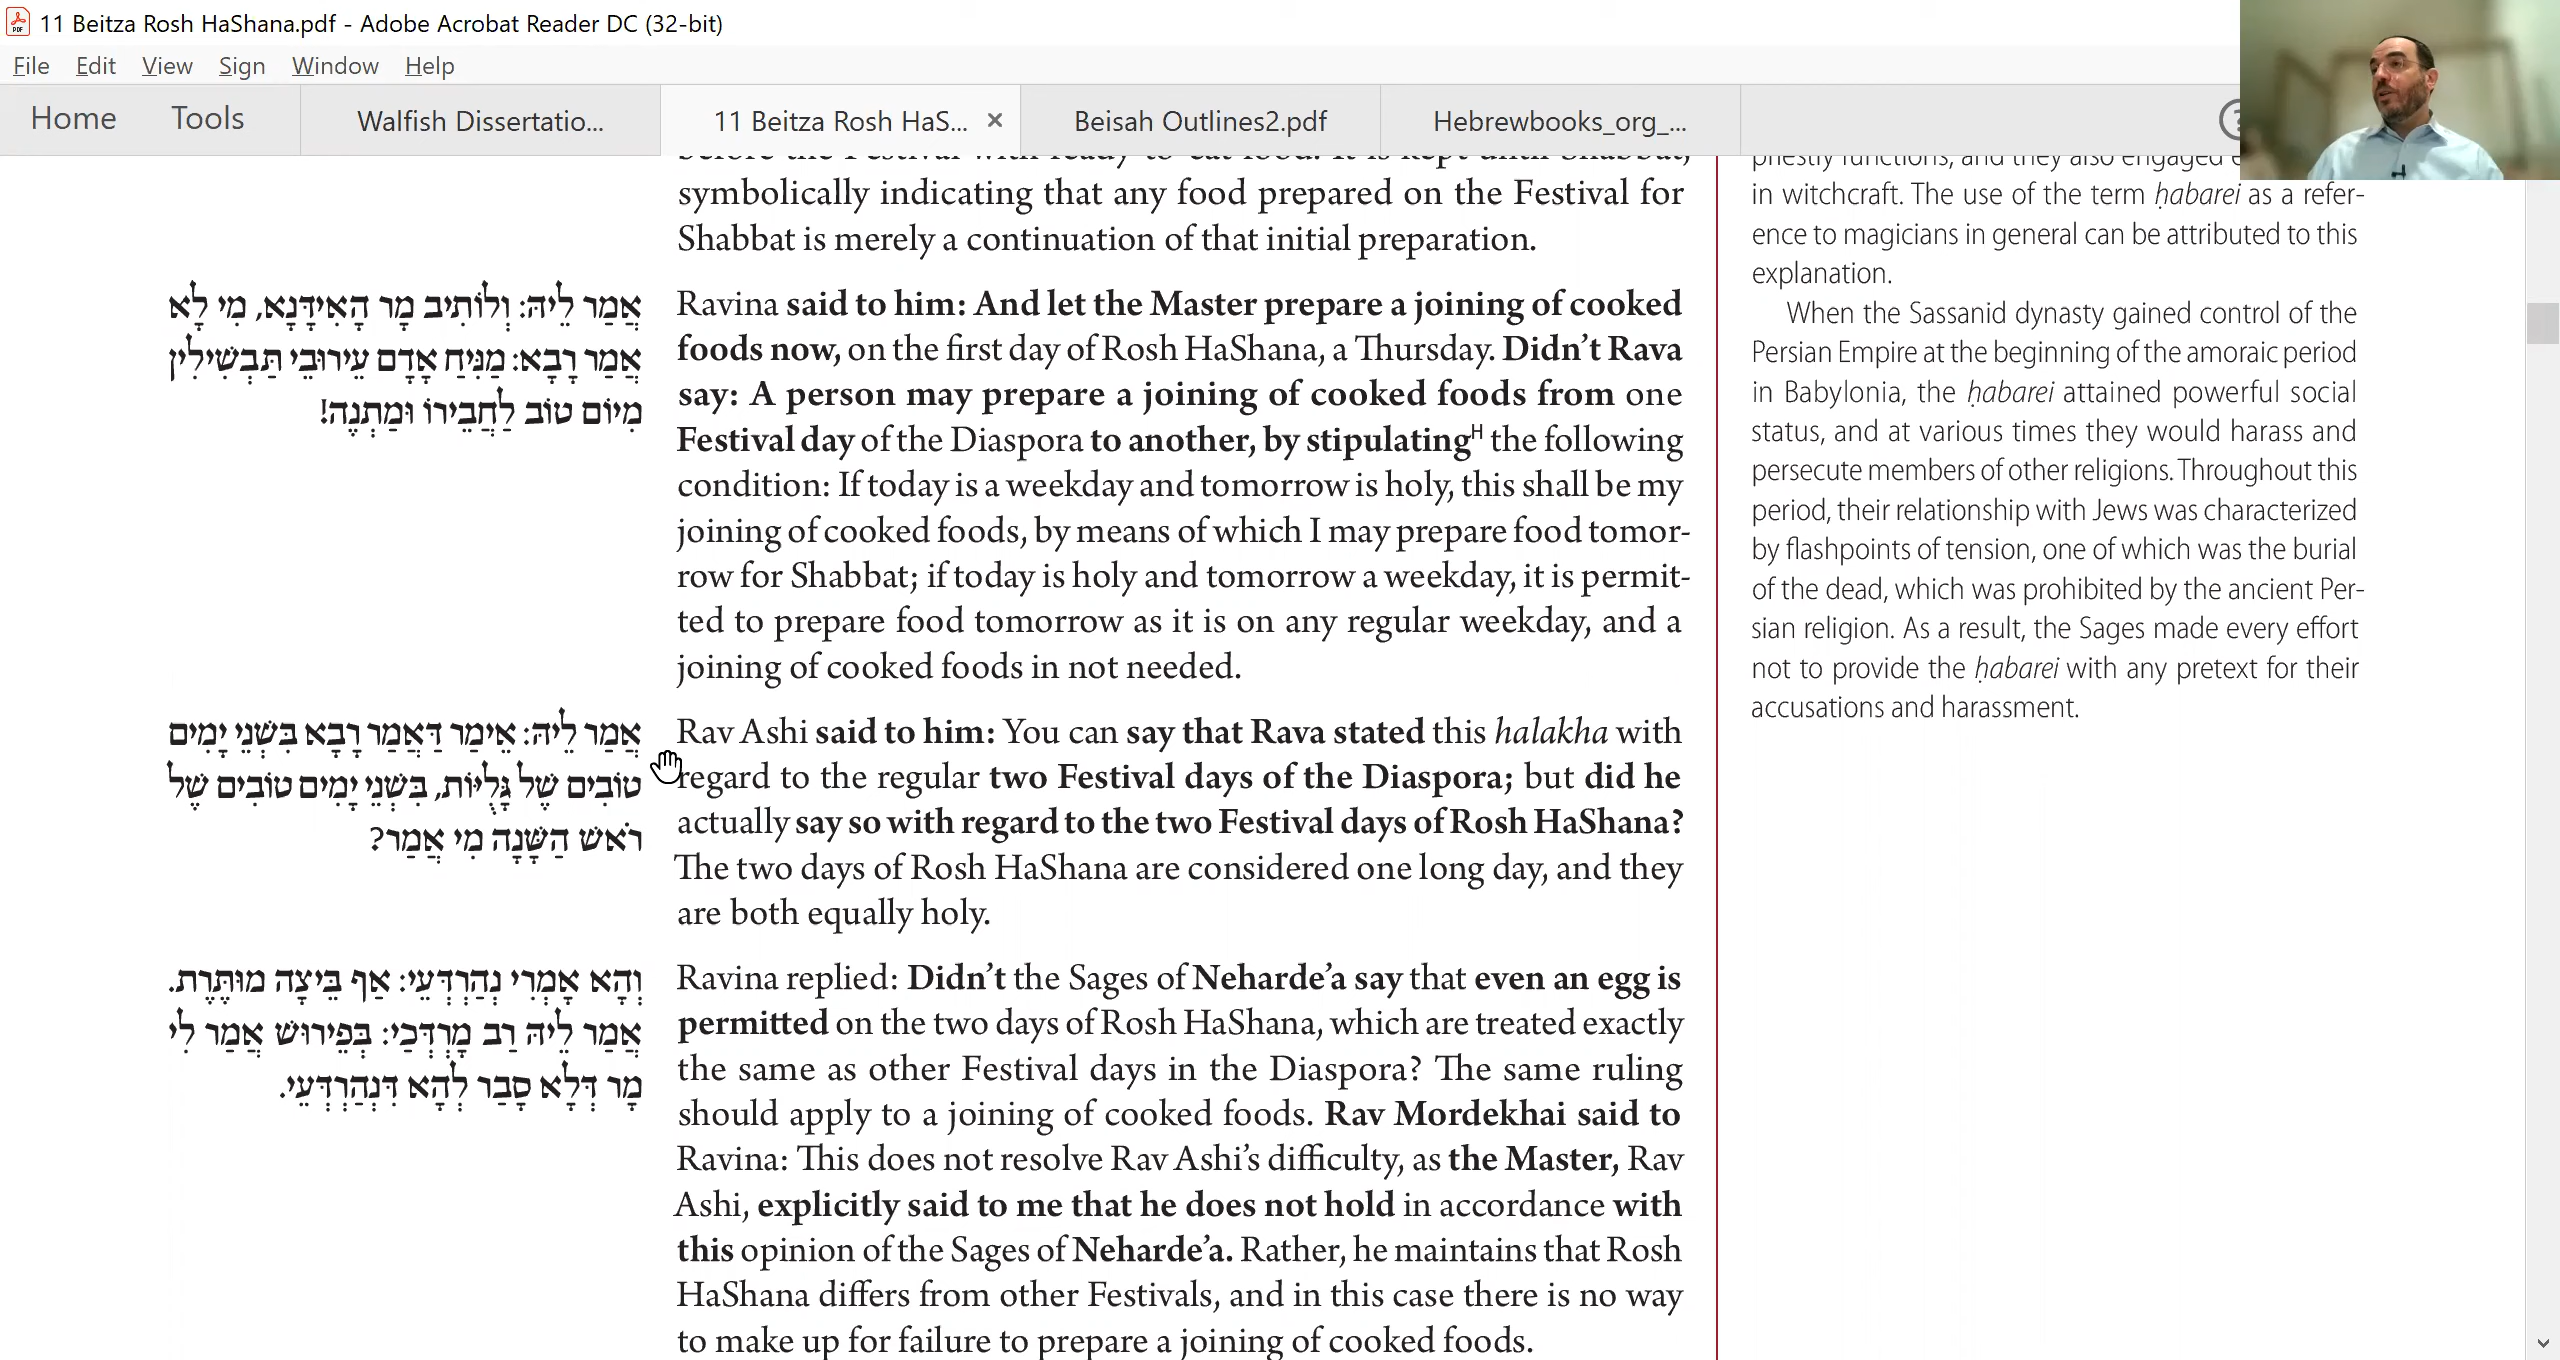 11 Beitza Rosh HaShana.pdf - Adobe Acrobat Reader DC (32-bit)
File Edit View Sign Window Help
Home Tools Walfish Dissertatio... 11 Beitza Rosh HaS... × Beisah Outlines2.pdf Hebrewbooks_org_...
before the Festival with ready-to-eat food. It is kept until Shabbat,
symbolically indicating that any food prepared on the Festival for
Shabbat is merely a continuation of that initial preparation.
אֲמַר לֵיהּ: וְלוֹתִיב מָר הָאִידָּנָא, מִי לָא
אֲמַר רָבָא: מַנִּיחַ אָדָם עֵירוּבֵי תַּבְשִׁילִין
מִיּוֹם טוֹב לַחֲבֵירוֹ וּמַתְנֶה!
Ravina said to him: And let the Master prepare a joining of cooked
foods now, on the first day of Rosh HaShana, a Thursday. Didn't Rava
say: A person may prepare a joining of cooked foods from one
Festival day of the Diaspora to another, by stipulatingH the following
condition: If today is a weekday and tomorrow is holy, this shall be my
joining of cooked foods, by means of which I may prepare food tomor-
row for Shabbat; if today is holy and tomorrow a weekday, it is permit-
ted to prepare food tomorrow as it is on any regular weekday, and a
joining of cooked foods in not needed.
אֲמַר לֵיהּ: אֵימַר דַּאֲמַר רָבָא בִּשְׁנֵי יָמִים
טוֹבִים שֶׁל גָּלֻיּוֹת, בִּשְׁנֵי יָמִים טוֹבִים שֶׁל
רֹאשׁ הַשָּׁנָה מִי אֲמַר?
Rav Ashi said to him: You can say that Rava stated this halakha with
regard to the regular two Festival days of the Diaspora; but did he
actually say so with regard to the two Festival days of Rosh HaShana?
The two days of Rosh HaShana are considered one long day, and they
are both equally holy.
וְהָא אָמְרִי נְהַרְדְּעֵי: אַף בֵּיצָה מוּתֶּרֶת.
אֲמַר לֵיהּ רַב מָרְדְּכַי: בְּפֵירוּשׁ אֲמַר לִי
מָר דְּלָא סָבַר לְהָא דִּנְהַרְדְּעֵי.
Ravina replied: Didn't the Sages of Neharde'a say that even an egg is
permitted on the two days of Rosh HaShana, which are treated exactly
the same as other Festival days in the Diaspora? The same ruling
should apply to a joining of cooked foods. Rav Mordekhai said to
Ravina: This does not resolve Rav Ashi's difficulty, as the Master, Rav
Ashi, explicitly said to me that he does not hold in accordance with
this opinion of the Sages of Neharde'a. Rather, he maintains that Rosh
HaShana differs from other Festivals, and in this case there is no way
to make up for failure to prepare a joining of cooked foods.
priestly functions, and they also engaged
in witchcraft. The use of the term ḥabarei as a refer-
ence to magicians in general can be attributed to this
explanation.
When the Sassanid dynasty gained control of the
Persian Empire at the beginning of the amoraic period
in Babylonia, the ḥabarei attained powerful social
status, and at various times they would harass and
persecute members of other religions. Throughout this
period, their relationship with Jews was characterized
by flashpoints of tension, one of which was the burial
of the dead, which was prohibited by the ancient Per-
sian religion. As a result, the Sages made every effort
not to provide the ḥabarei with any pretext for their
accusations and harassment.